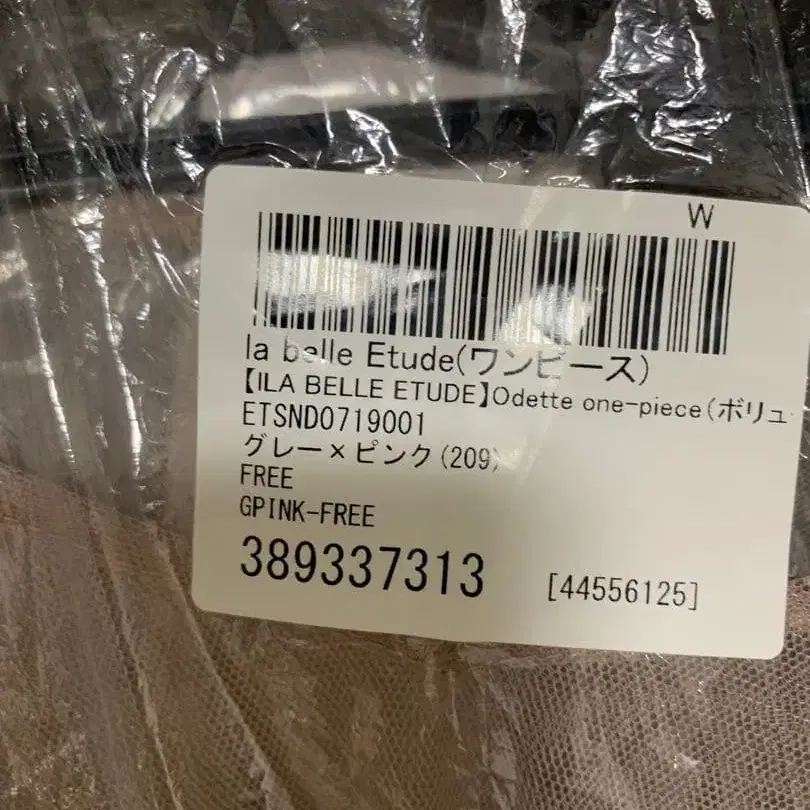 W
la belle Etude(ワンピース)
【ILA BELLE ETUDE】Odette one-piece(ボリュ
ETSND0719001
グレー×ピンク(209)
FREE
GPINK-FREE
389337313 [44556125]